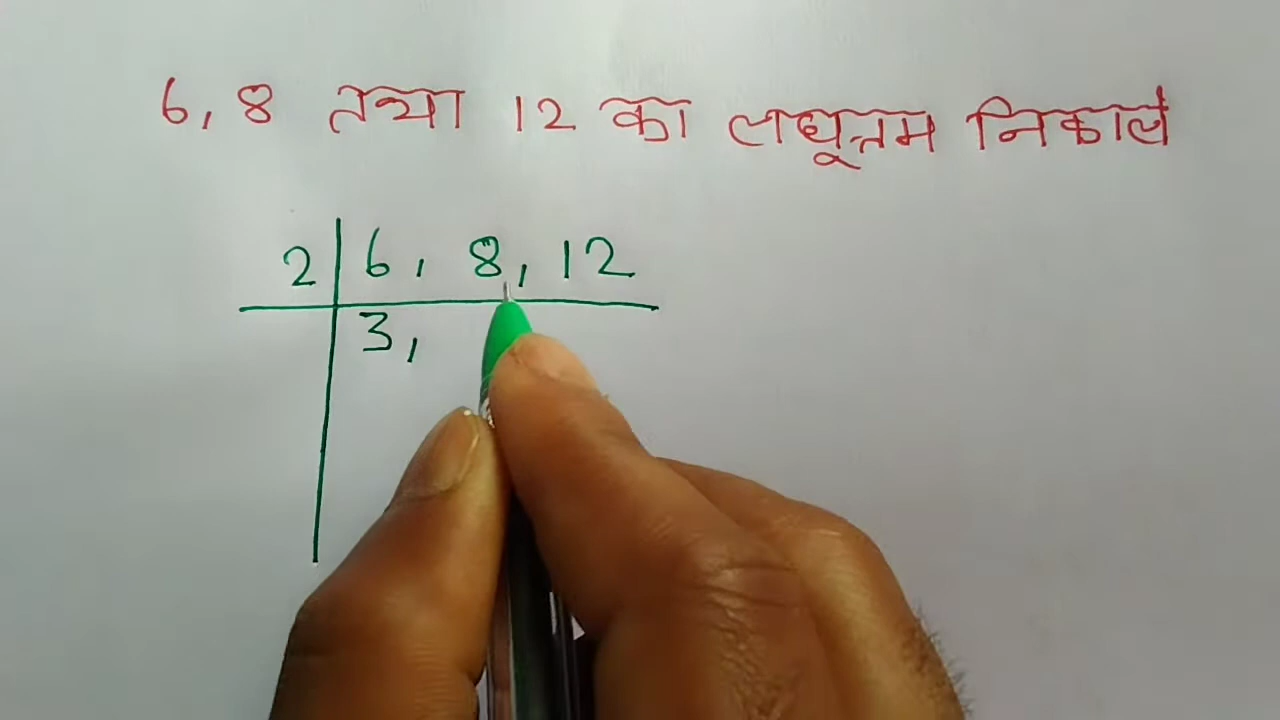 6, 8 तथा 12 का लघूत्तम निकालें
2 6, 8, 12
3,